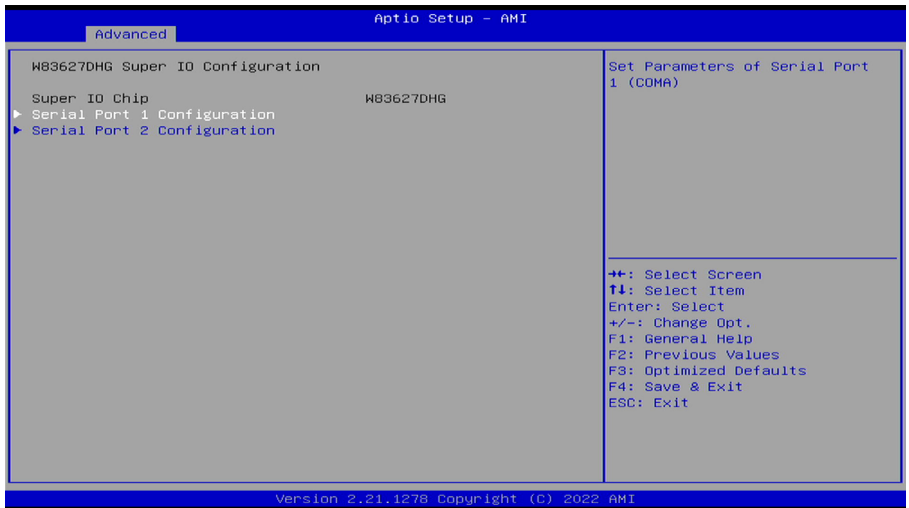 Aptio Setup – AMI
Advanced
W83627DHG Super IO Configuration
Super IO Chip W83627DHG
▶ Serial Port 1 Configuration
▶ Serial Port 2 Configuration
Set Parameters of Serial Port
1 (COMA)
→←: Select Screen
↑↓: Select Item
Enter: Select
+/-: Change Opt.
F1: General Help
F2: Previous Values
F3: Optimized Defaults
F4: Save & Exit
ESC: Exit
Version 2.21.1278 Copyright (C) 2022 AMI